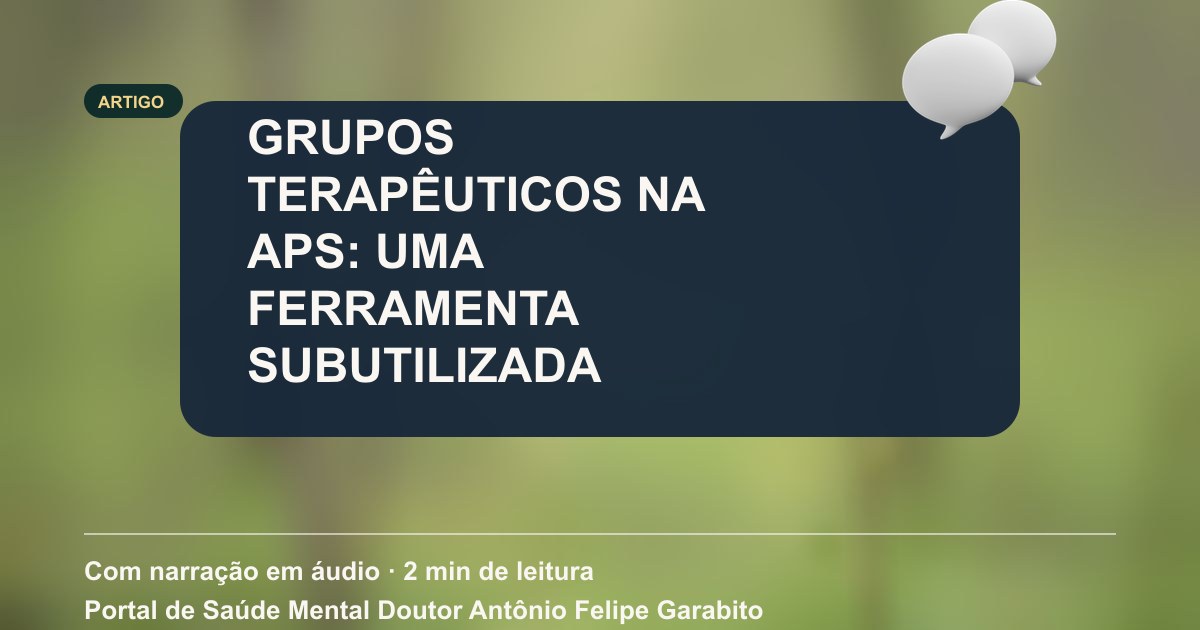 ARTIGO
GRUPOS
TERAPÊUTICOS NA
APS: UMA
FERRAMENTA
SUBUTILIZADA
Com narração em áudio · 2 min de leitura
Portal de Saúde Mental Doutor Antônio Felipe Garabito